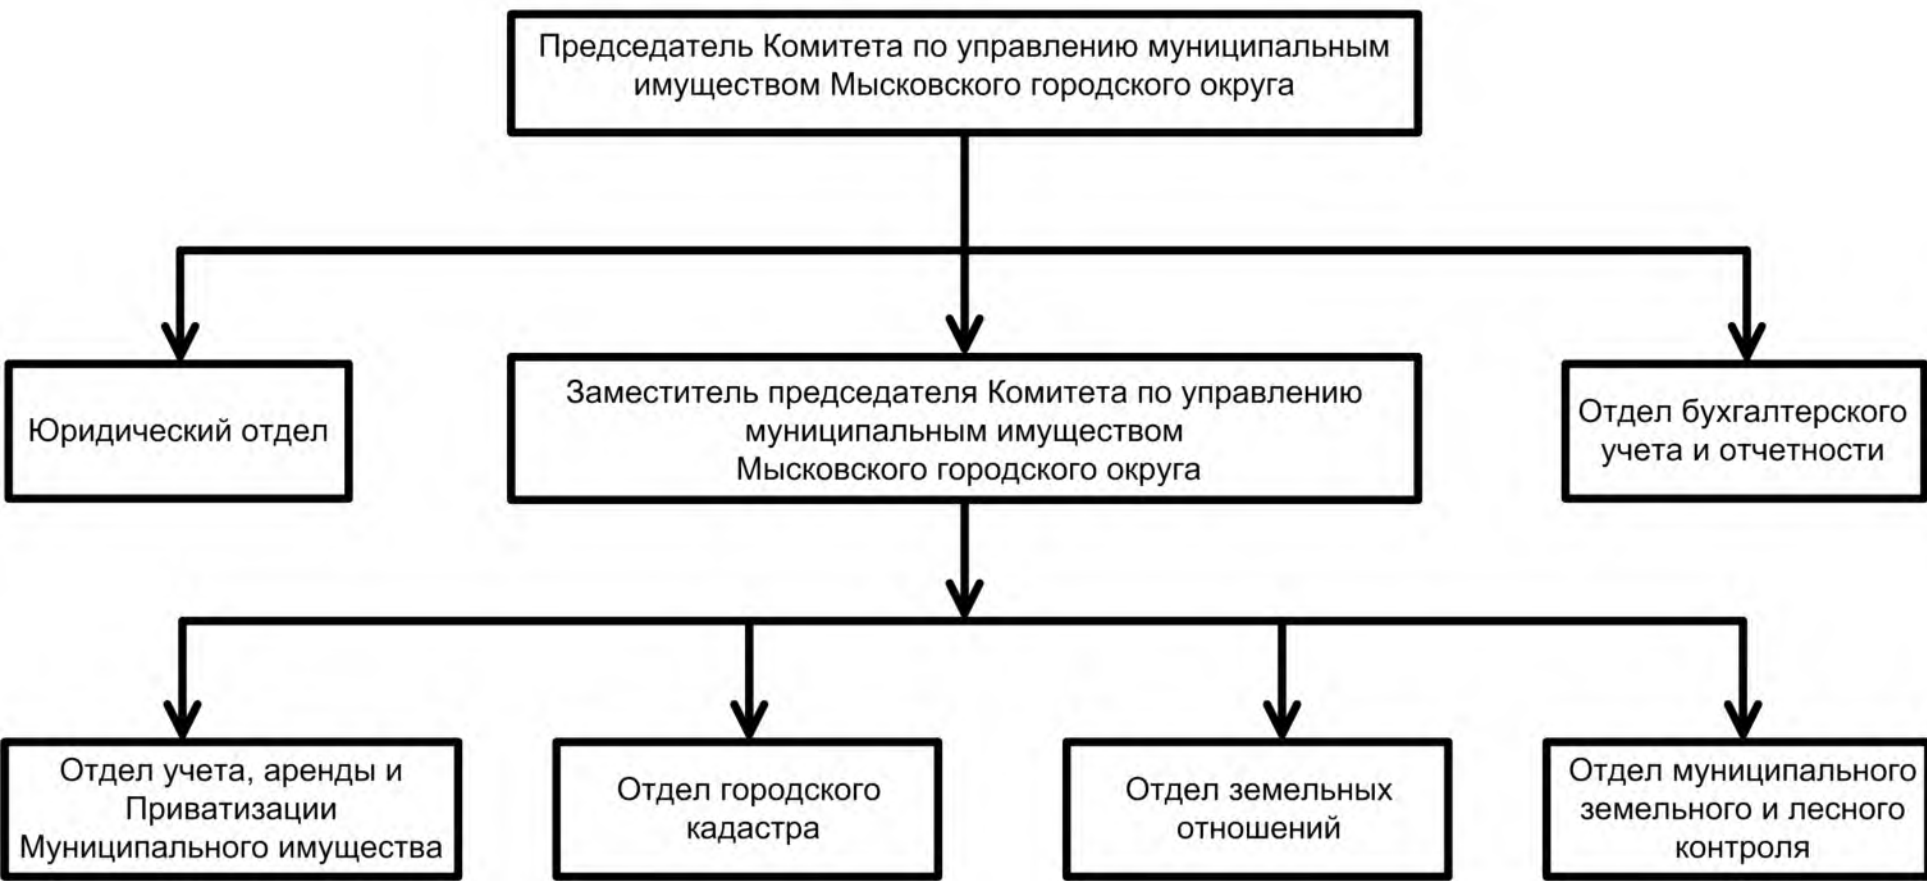 Председатель Комитета по управлению муниципальным
имуществом Мысковского городского округа
Юридический отдел
Заместитель председателя Комитета по управлению
муниципальным имуществом
Мысковского городского округа
Отдел бухгалтерского
учета и отчетности
Отдел учета, аренды и
Приватизации
Муниципального имущества
Отдел городского
кадастра
Отдел земельных
отношений
Отдел муниципального
земельного и лесного
контроля